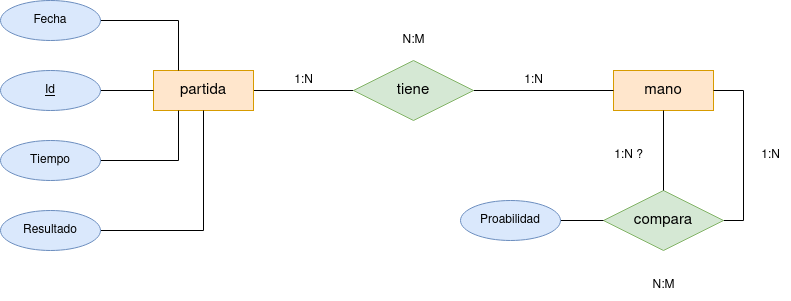 Fecha
N:M
Id
partida
1:N
tiene
1:N
mano
Tiempo
1:N ?
1:N
Resultado
Proabilidad
compara
N:M